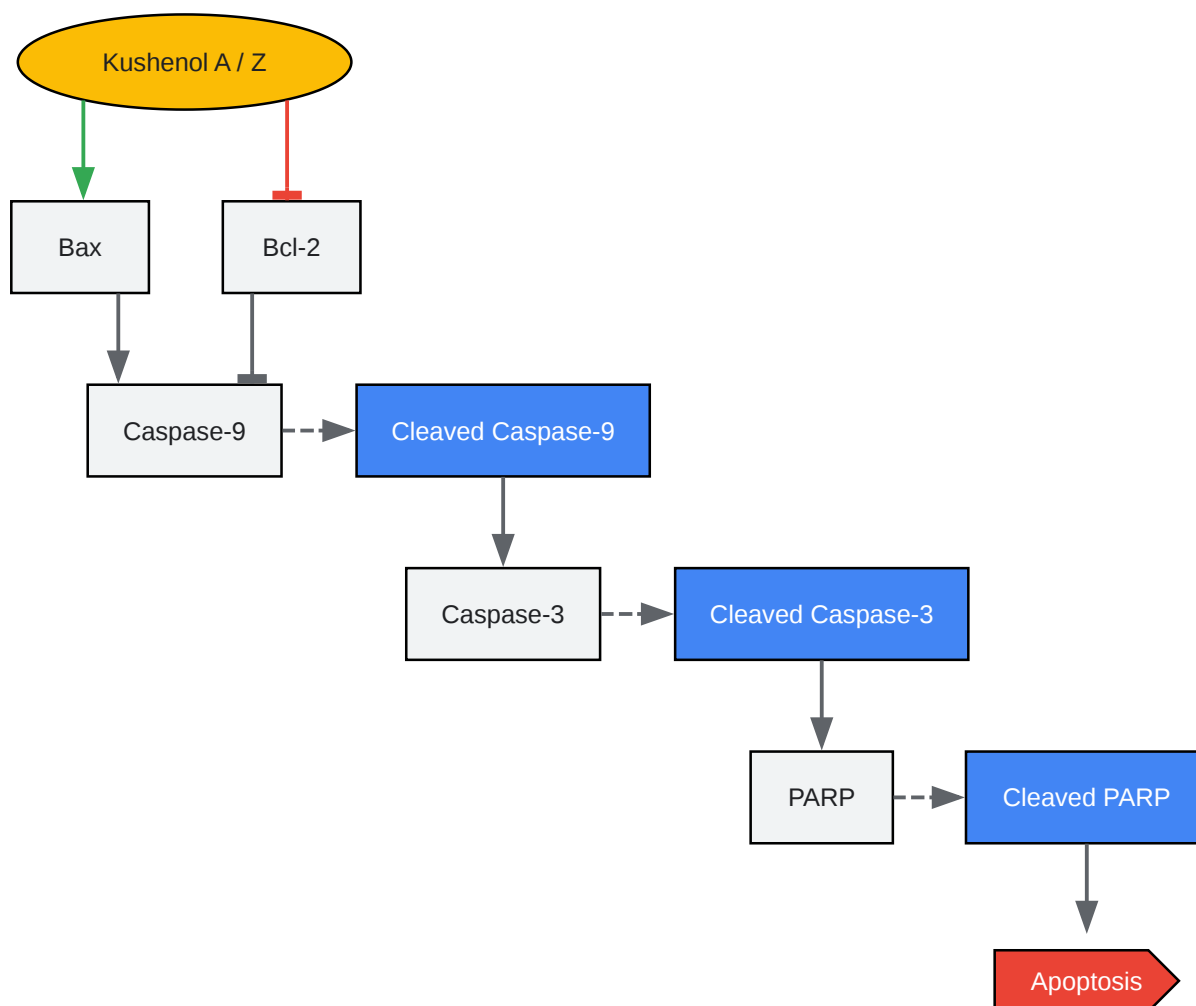 Kushenol A / Z
Bax
Bcl-2
Caspase-9
Cleaved Caspase-9
Caspase-3
Cleaved Caspase-3
PARP
Cleaved PARP
Apoptosis